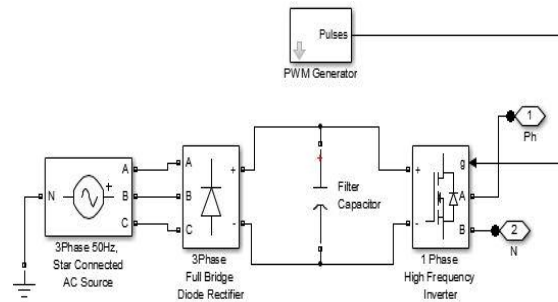 Pulses
PWM Generator
1
Ph
A
A
+
+
g
N
+
B
B
Filter
Capacitor
A
C
C
-
-
B
2
N
3Phase 50Hz,
Star Connected
AC Source
3Phase
Full Bridge
Diode Rectifier
1 Phase
High Frequency
Inverter